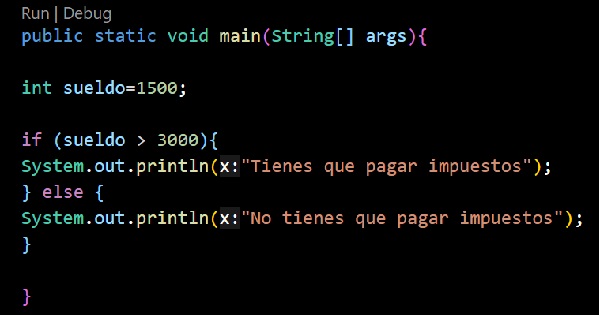 Run | Debug
public static void main(String[] args){
int sueldo=1500;
if (sueldo > 3000){
System.out.println(x:"Tienes que pagar impuestos");
} else {
System.out.println(x:"No tienes que pagar impuestos");
}
}